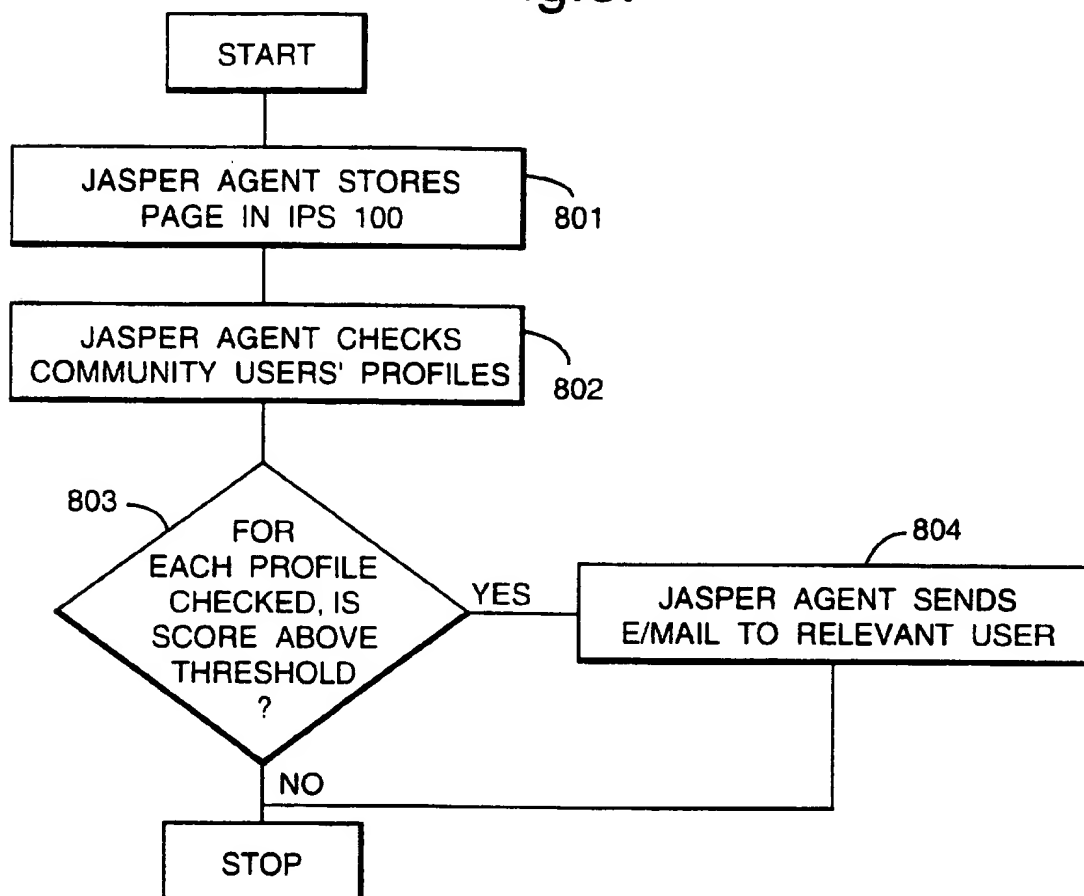 START
JASPER AGENT STORES
PAGE IN IPS 100
801
JASPER AGENT CHECKS
COMMUNITY USERS' PROFILES
802
803
FOR
EACH PROFILE
CHECKED, IS
SCORE ABOVE
THRESHOLD
?
YES
804
JASPER AGENT SENDS
E/MAIL TO RELEVANT USER
NO
STOP